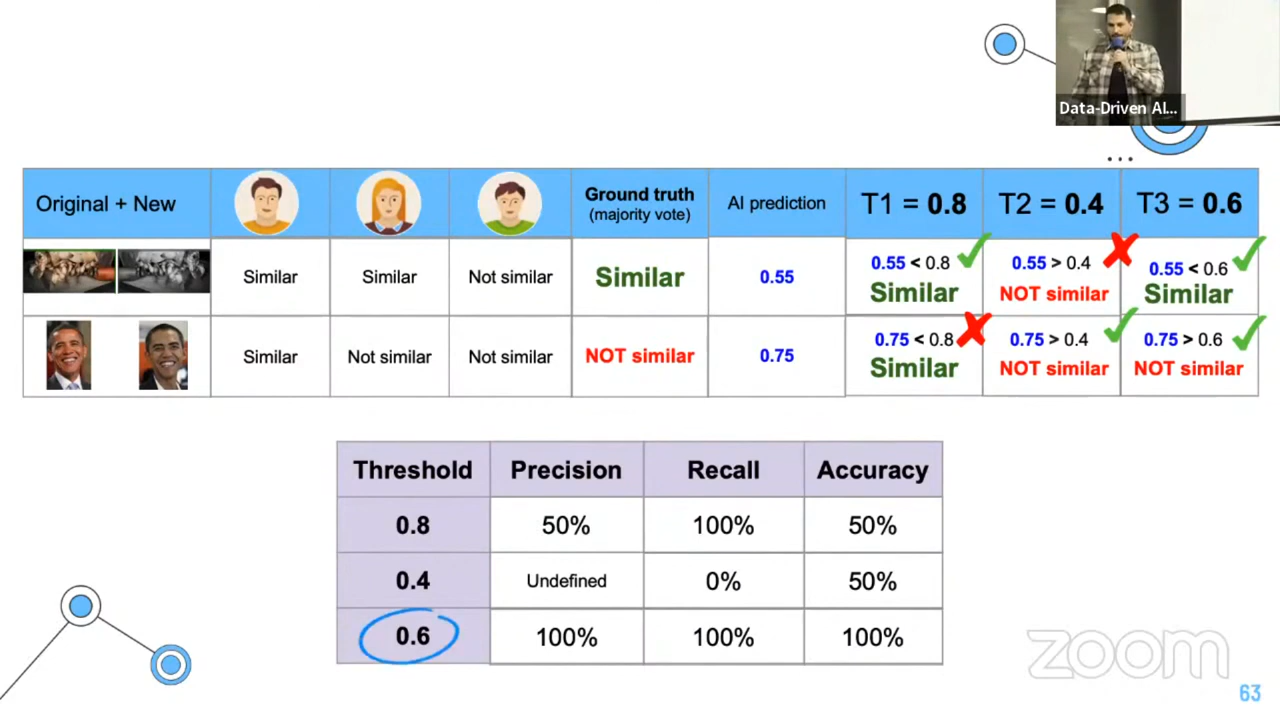 Data-Driven AI...
...
Original + New
Ground truth
(majority vote)
AI prediction
T1 = 0.8
T2 = 0.4
T3 = 0.6
Similar
Similar
Not similar
Similar
0.55
0.55 < 0.8
Similar
0.55 > 0.4
NOT similar
0.55 < 0.6
Similar
Similar
Not similar
Not similar
NOT similar
0.75
0.75 < 0.8
Similar
0.75 > 0.4
NOT similar
0.75 > 0.6
NOT similar
Threshold
Precision
Recall
Accuracy
0.8
50%
100%
50%
0.4
Undefined
0%
50%
0.6
100%
100%
100%
zoom
63